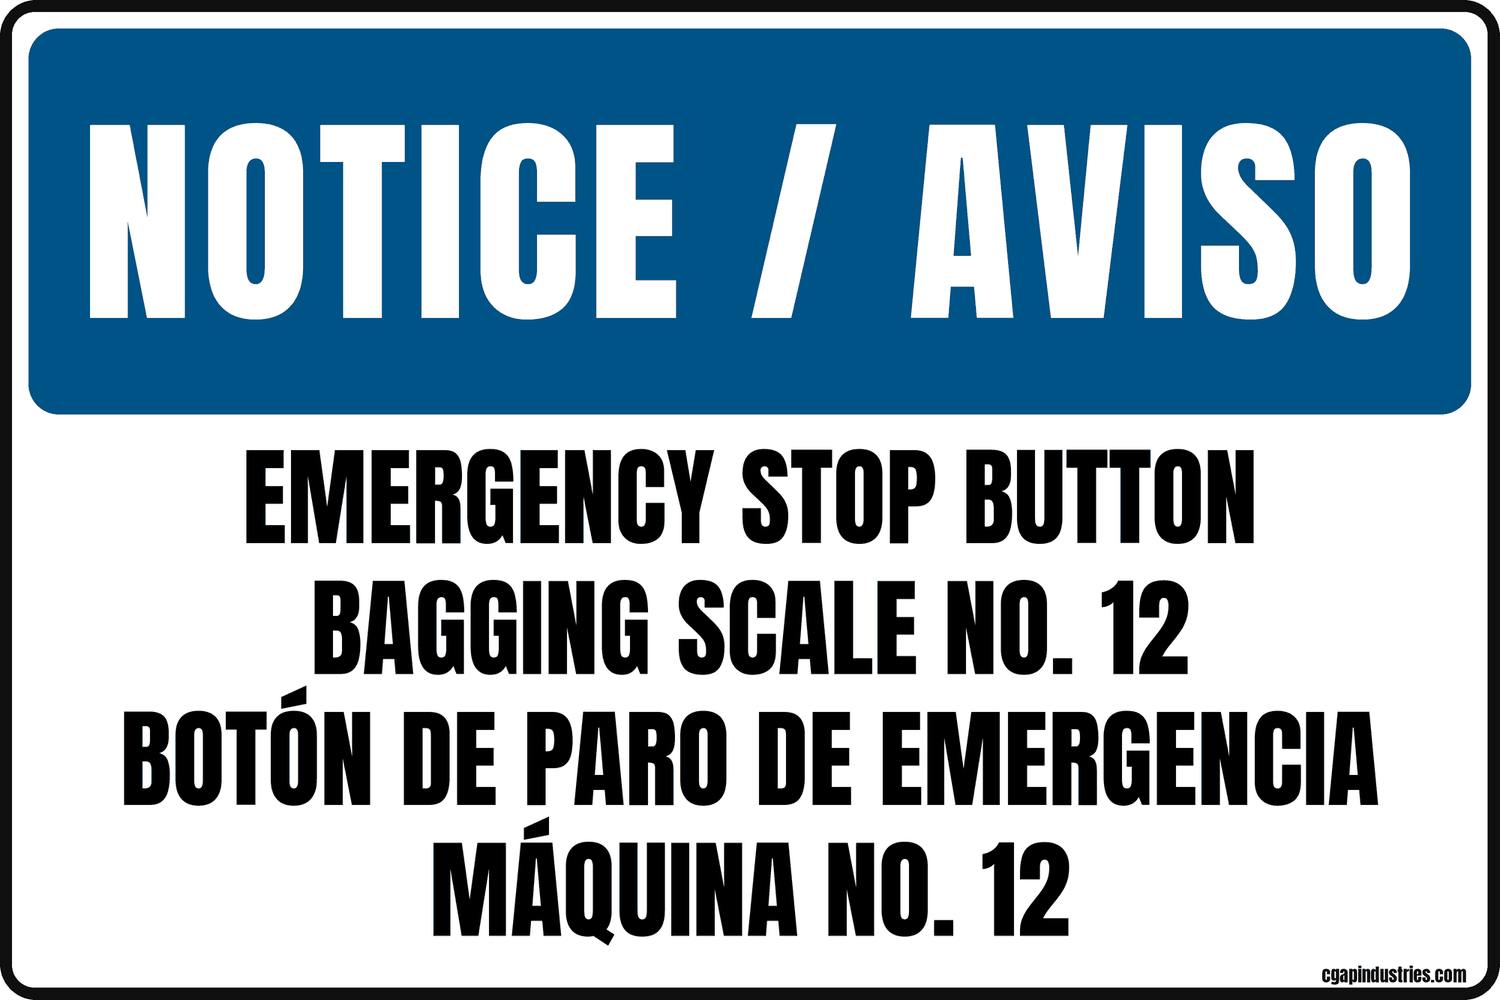 NOTICE / AVISO
EMERGENCY STOP BUTTON
BAGGING SCALE NO. 12
BOTÓN DE PARO DE EMERGENCIA
MÁQUINA NO. 12
cgapindustries.com